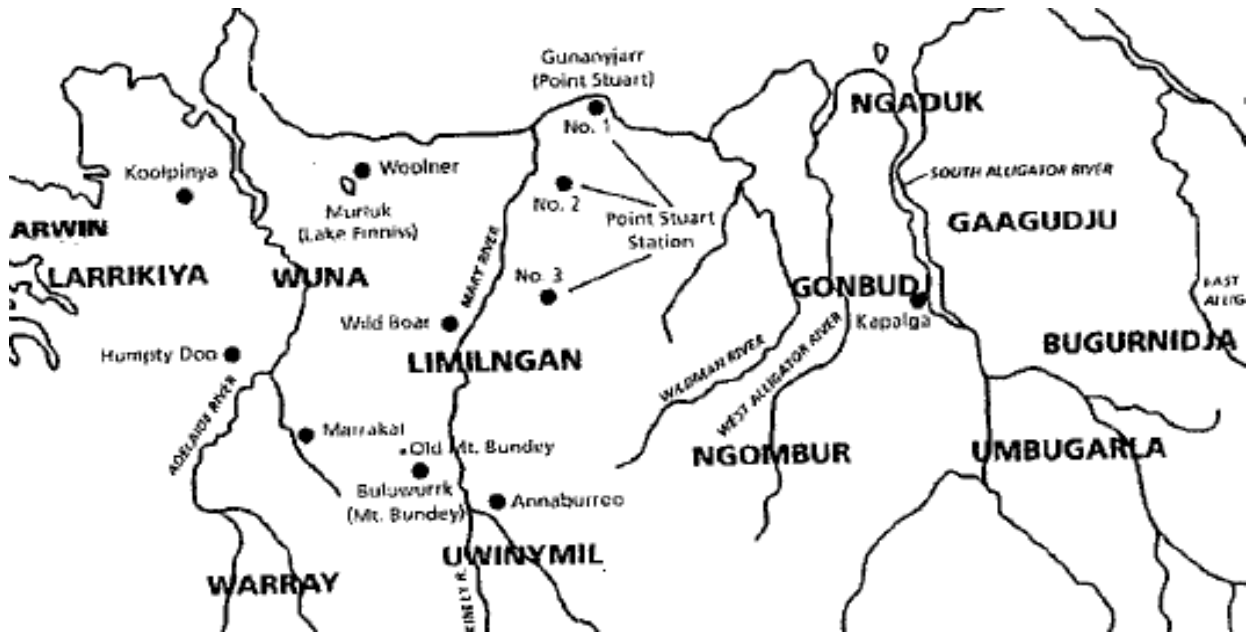 Gunanyjarr
(Point Stuart)
NGADUK
No. 1
Koolpinya
Woolner
SOUTH ALLIGATOR RIVER
No. 2
Murluk
(Lake Finniss)
Point Stuart
Station
ARWIN
GAAGUDJU
LARRIKIYA
WUNA
MARY RIVER
No. 3
GONBUDJ
EAST
ALLIG
Kapalga
Wild Boar
Humpty Doo
LIMILNGAN
BUGURNIDJA
WILDMAN RIVER
WEST ALLIGATOR RIVER
ADELAIDE RIVER
Marrakai
Old Mt. Bundey
NGOMBUR
UMBUGARLA
Buluwurrk
(Mt. Bundey)
Annaburroo
UWINYMIL
WARRAY